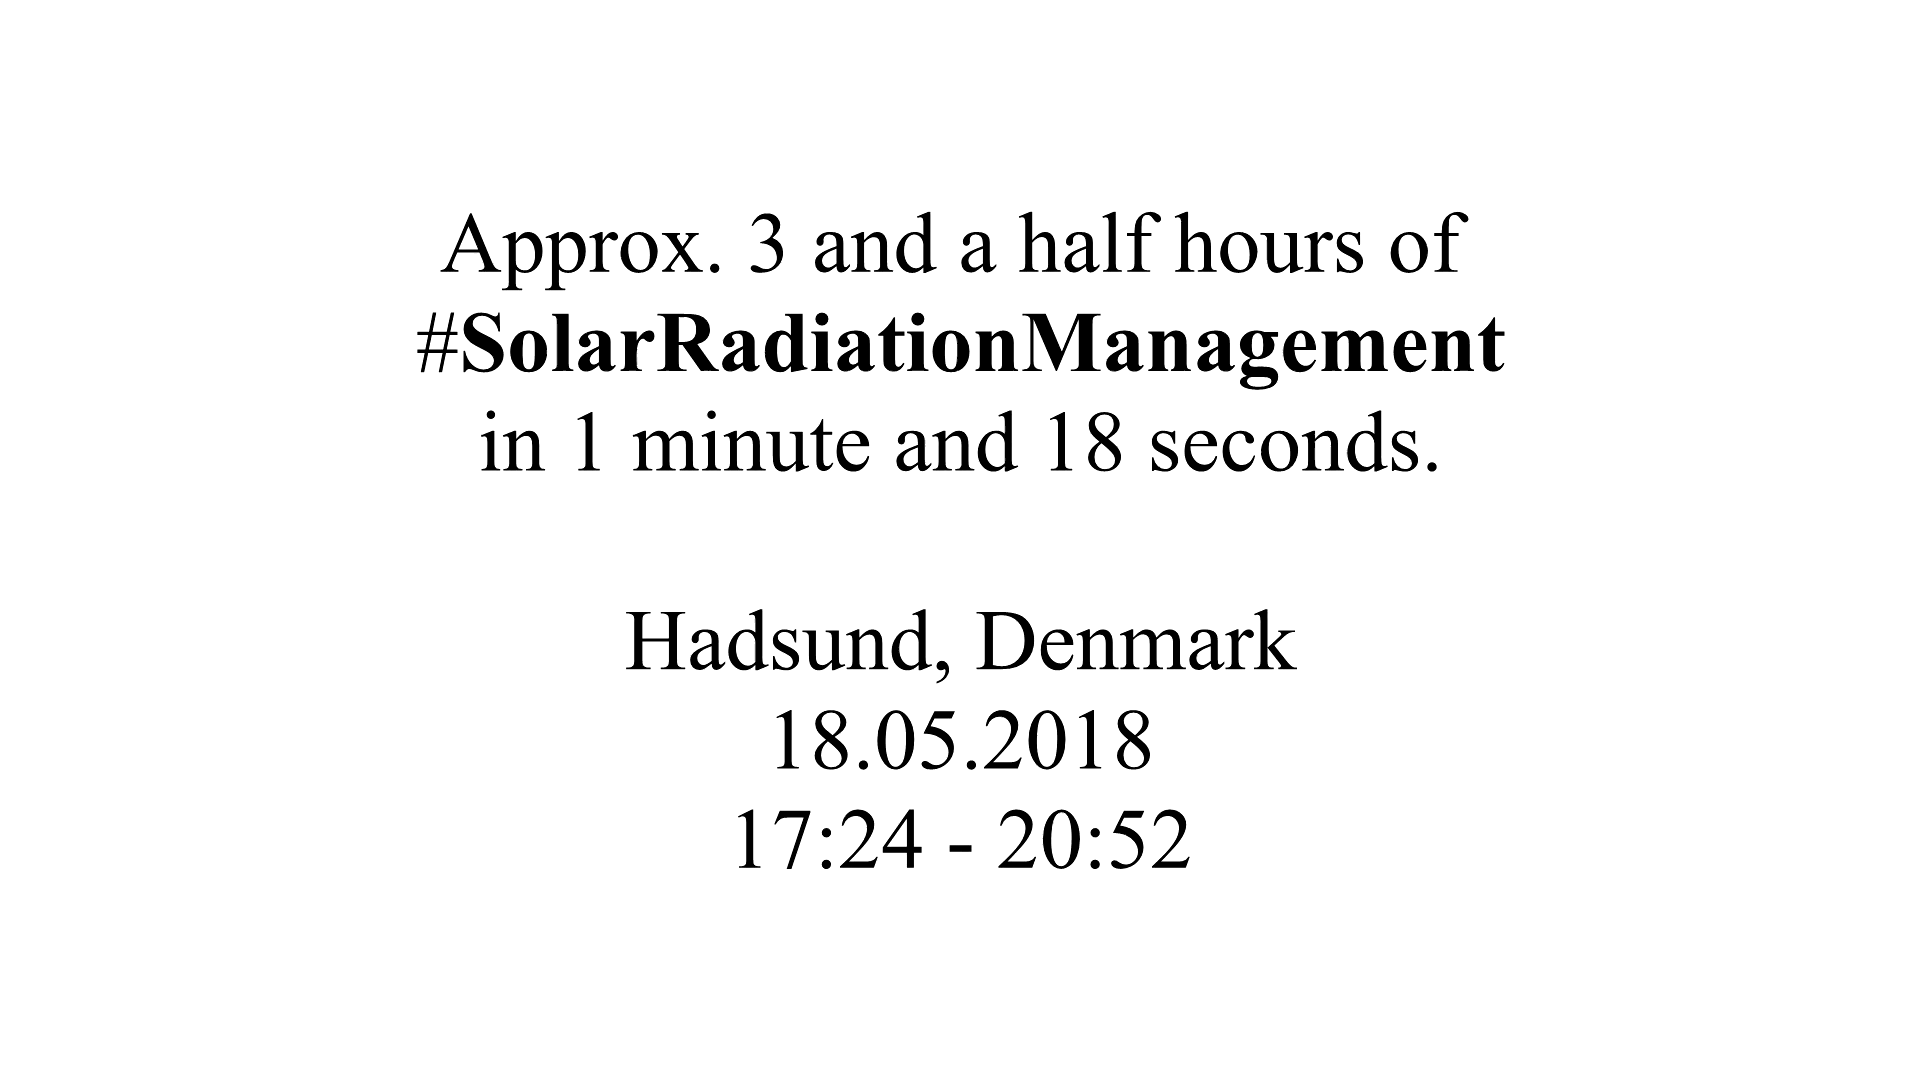 Approx. 3 and a half hours of
#SolarRadiationManagement
in 1 minute and 18 seconds.
Hadsund, Denmark
18.05.2018
17:24 - 20:52